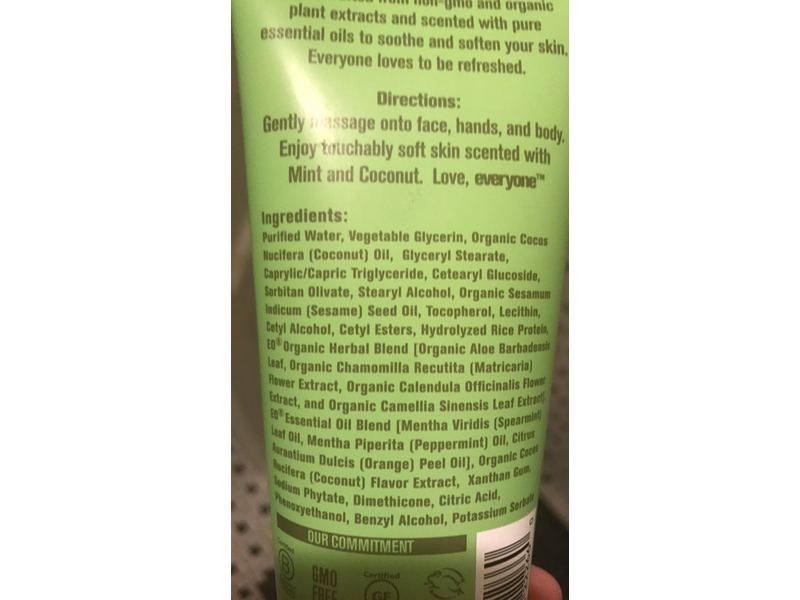 from non-gmo and organic
plant extracts and scented with pure
essential oils to soothe and soften your skin.
Everyone loves to be refreshed.
Directions:
Gently massage onto face, hands, and body.
Enjoy touchably soft skin scented with
Mint and Coconut. Love, everyone™
Ingredients:
Purified Water, Vegetable Glycerin, Organic Cocos
Nucifera (Coconut) Oil, Glyceryl Stearate,
Caprylic/Capric Triglyceride, Cetearyl Glucoside,
Sorbitan Olivate, Stearyl Alcohol, Organic Sesamum
Indicum (Sesame) Seed Oil, Tocopherol, Lecithin,
Cetyl Alcohol, Cetyl Esters, Hydrolyzed Rice Protein,
EO® Organic Herbal Blend [Organic Aloe Barbadensis
Leaf, Organic Chamomilla Recutita (Matricaria)
Flower Extract, Organic Calendula Officinalis Flower
Extract, and Organic Camellia Sinensis Leaf Extract],
EO® Essential Oil Blend [Mentha Viridis (Spearmint)
Leaf Oil, Mentha Piperita (Peppermint) Oil, Citrus
Aurantium Dulcis (Orange) Peel Oil], Organic Cocos
Nucifera (Coconut) Flavor Extract, Xanthan Gum,
Sodium Phytate, Dimethicone, Citric Acid,
Phenoxyethanol, Benzyl Alcohol, Potassium Sorbate
OUR COMMITMENT
Certified
B
GMO
FREE
Certified
GF